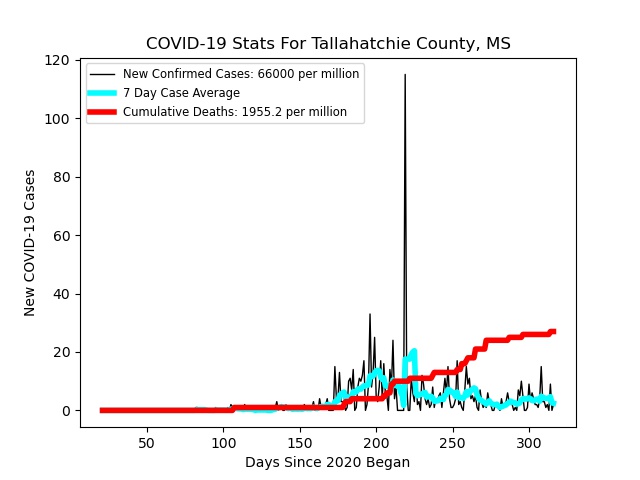 COVID-19 Stats For Tallahatchie County, MS
New Confirmed Cases: 66000 per million
7 Day Case Average
Cumulative Deaths: 1955.2 per million
New COVID-19 Cases
120
100
80
60
40
20
0
50
100
150
200
250
300
Days Since 2020 Began